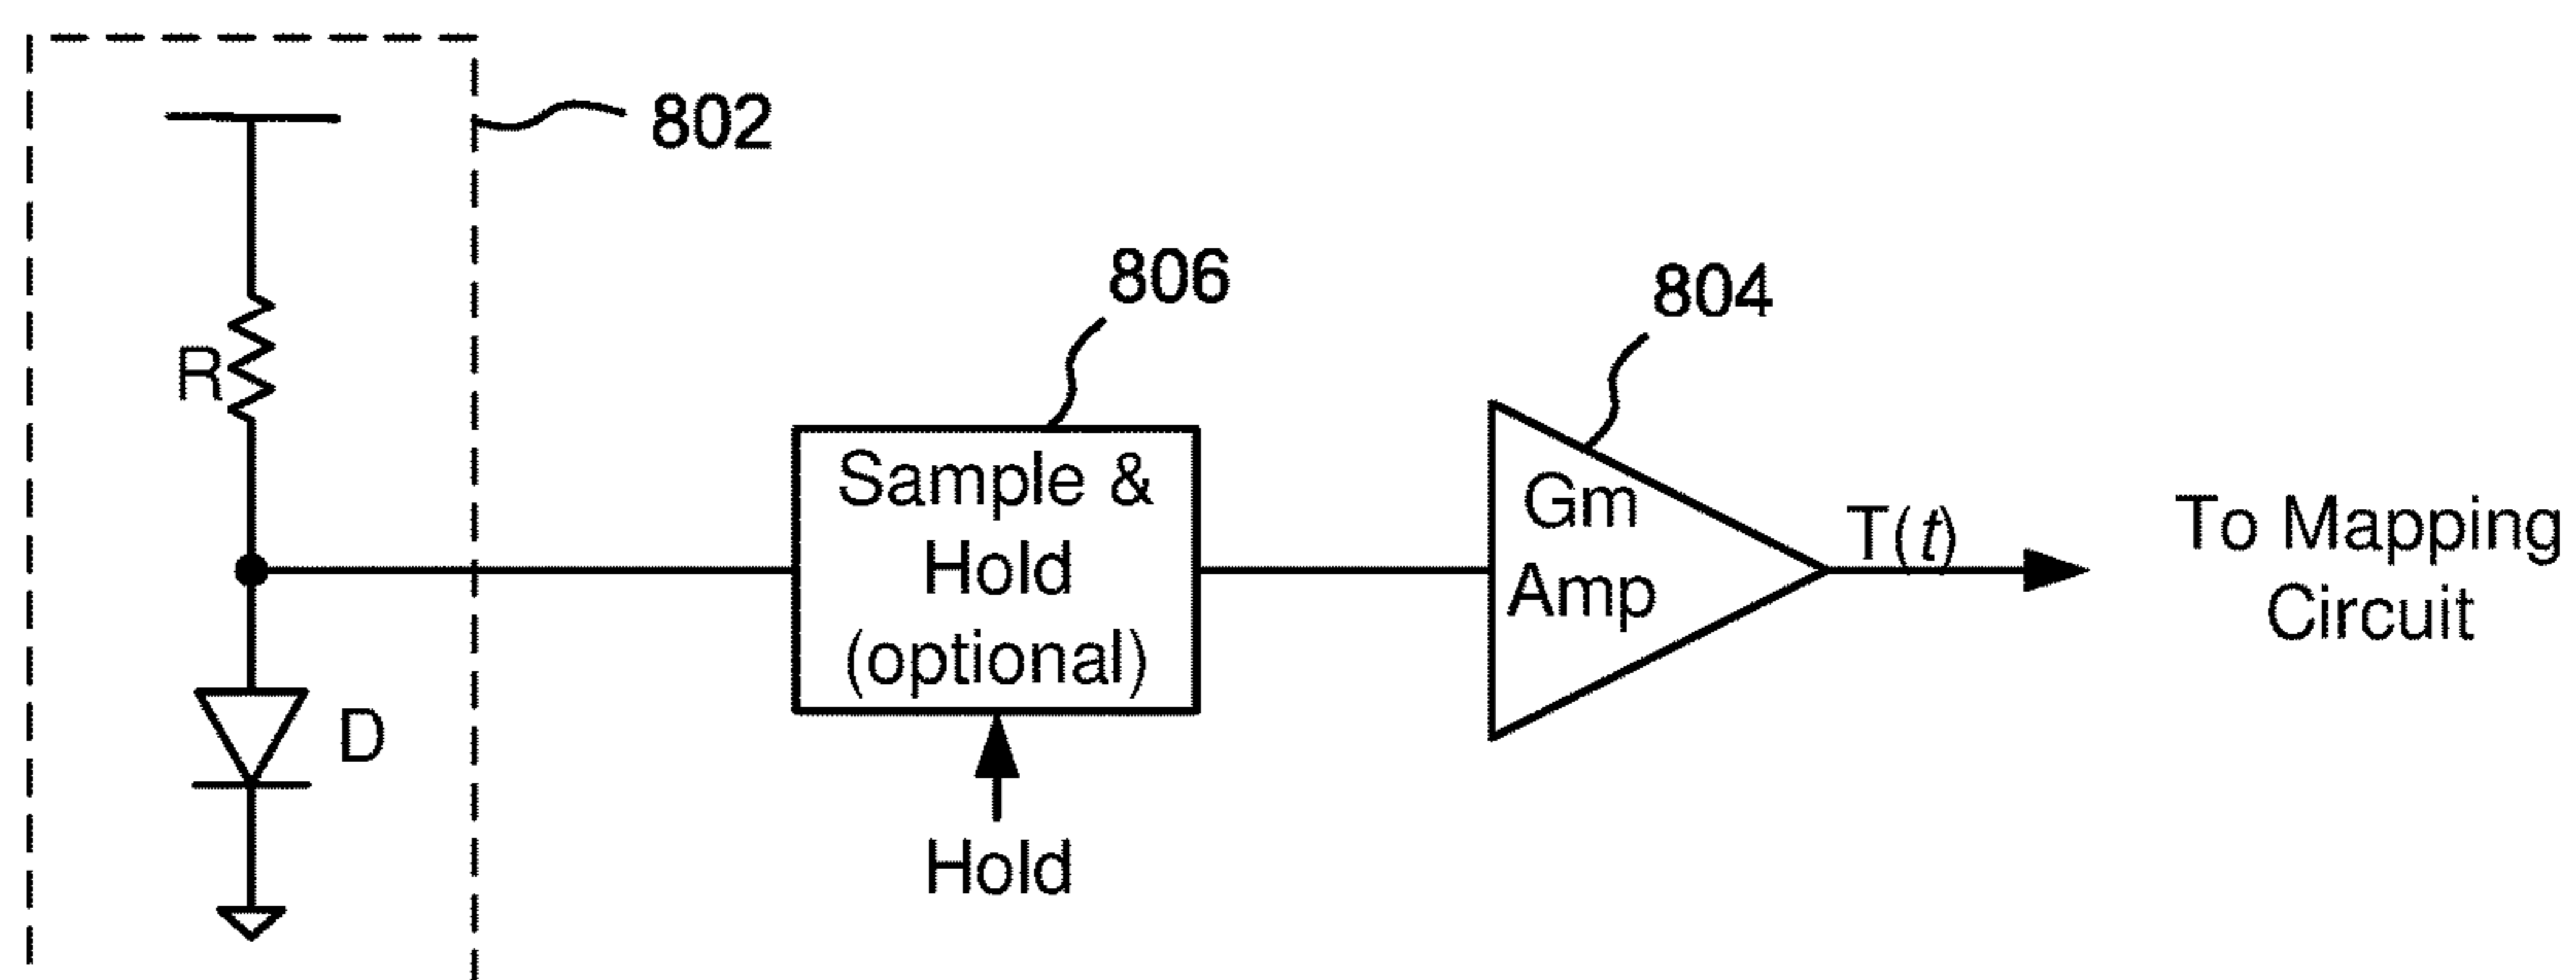 802
R
D
806
Sample &
Hold
(optional)
Hold
804
Gm
Amp
T(t)
To Mapping
Circuit